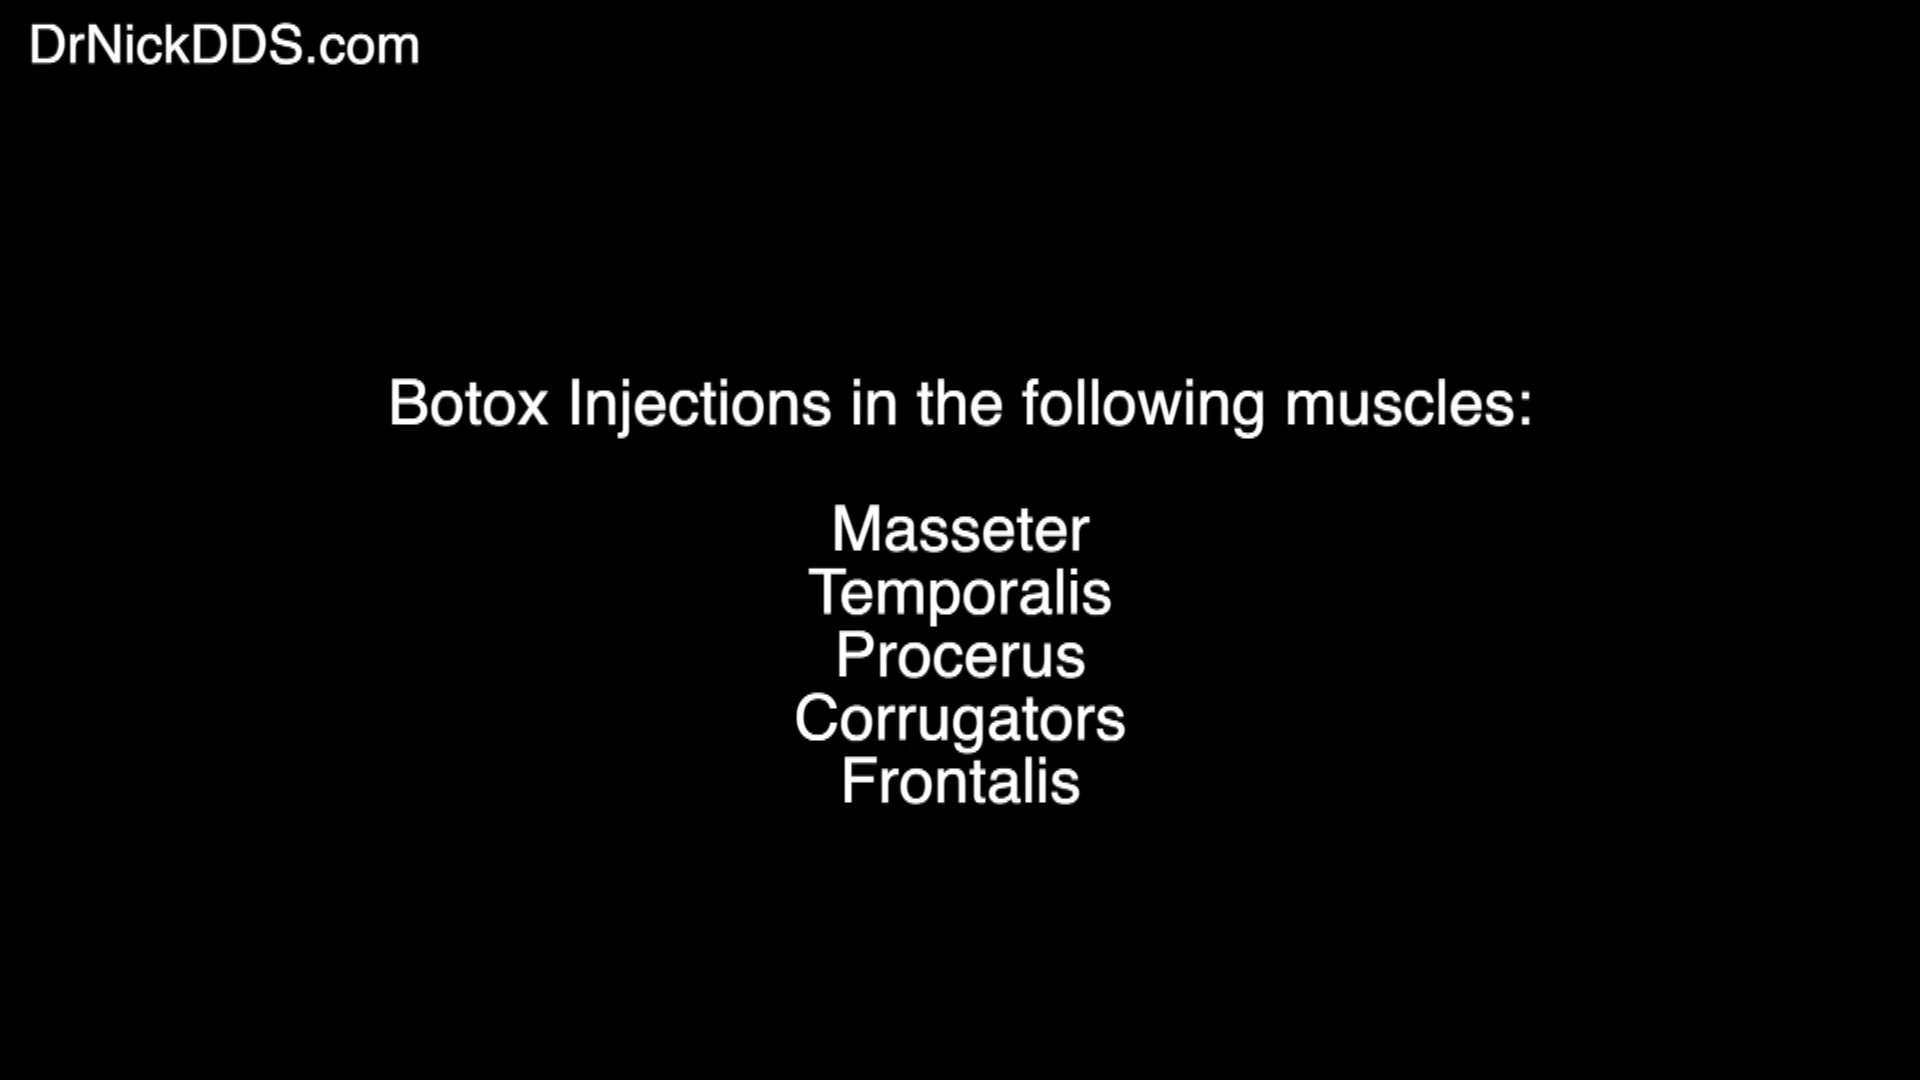 DrNickDDS.com
Botox Injections in the following muscles:
Masseter
Temporalis
Procerus
Corrugators
Frontalis